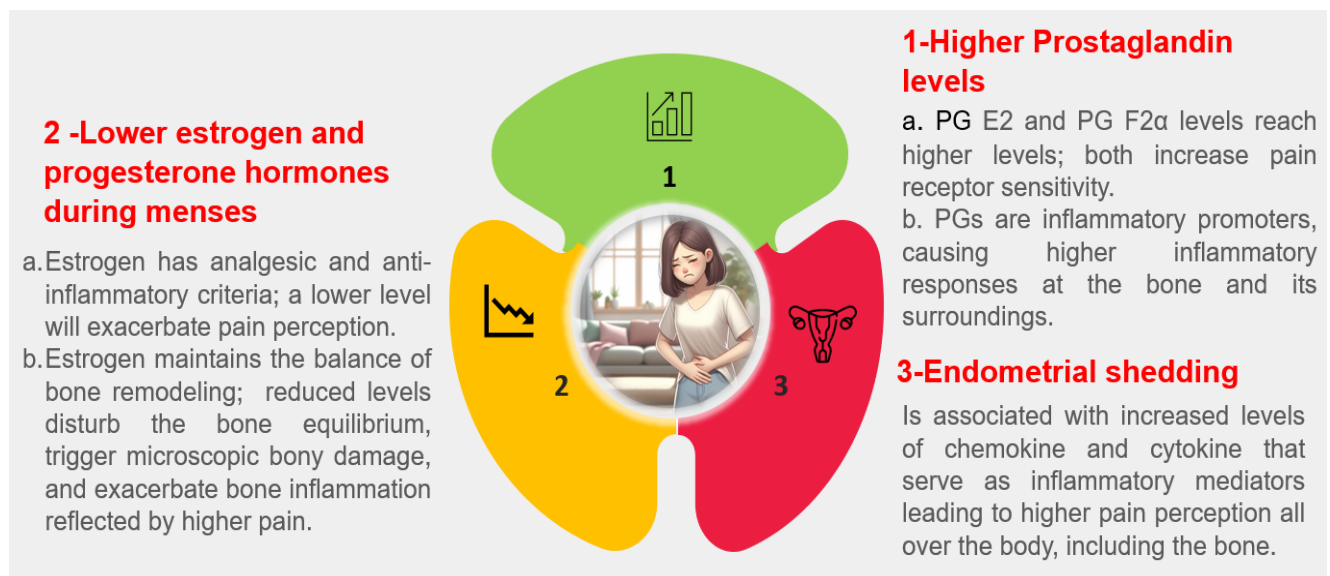 1-Higher Prostaglandin
levels
a. PG E2 and PG F2α levels reach
higher levels; both increase pain
receptor sensitivity.
b. PGs are inflammatory promoters,
causing higher inflammatory
responses at the bone and its
surroundings.
2 -Lower estrogen and
progesterone hormones
during menses
a.Estrogen has analgesic and anti-
inflammatory criteria; a lower level
will exacerbate pain perception.
b.Estrogen maintains the balance of
bone remodeling; reduced levels
disturb the bone equilibrium,
trigger microscopic bony damage,
and exacerbate bone inflammation
reflected by higher pain.
3-Endometrial shedding
Is associated with increased levels
of chemokine and cytokine that
serve as inflammatory mediators
leading to higher pain perception all
over the body, including the bone.
1
2
3